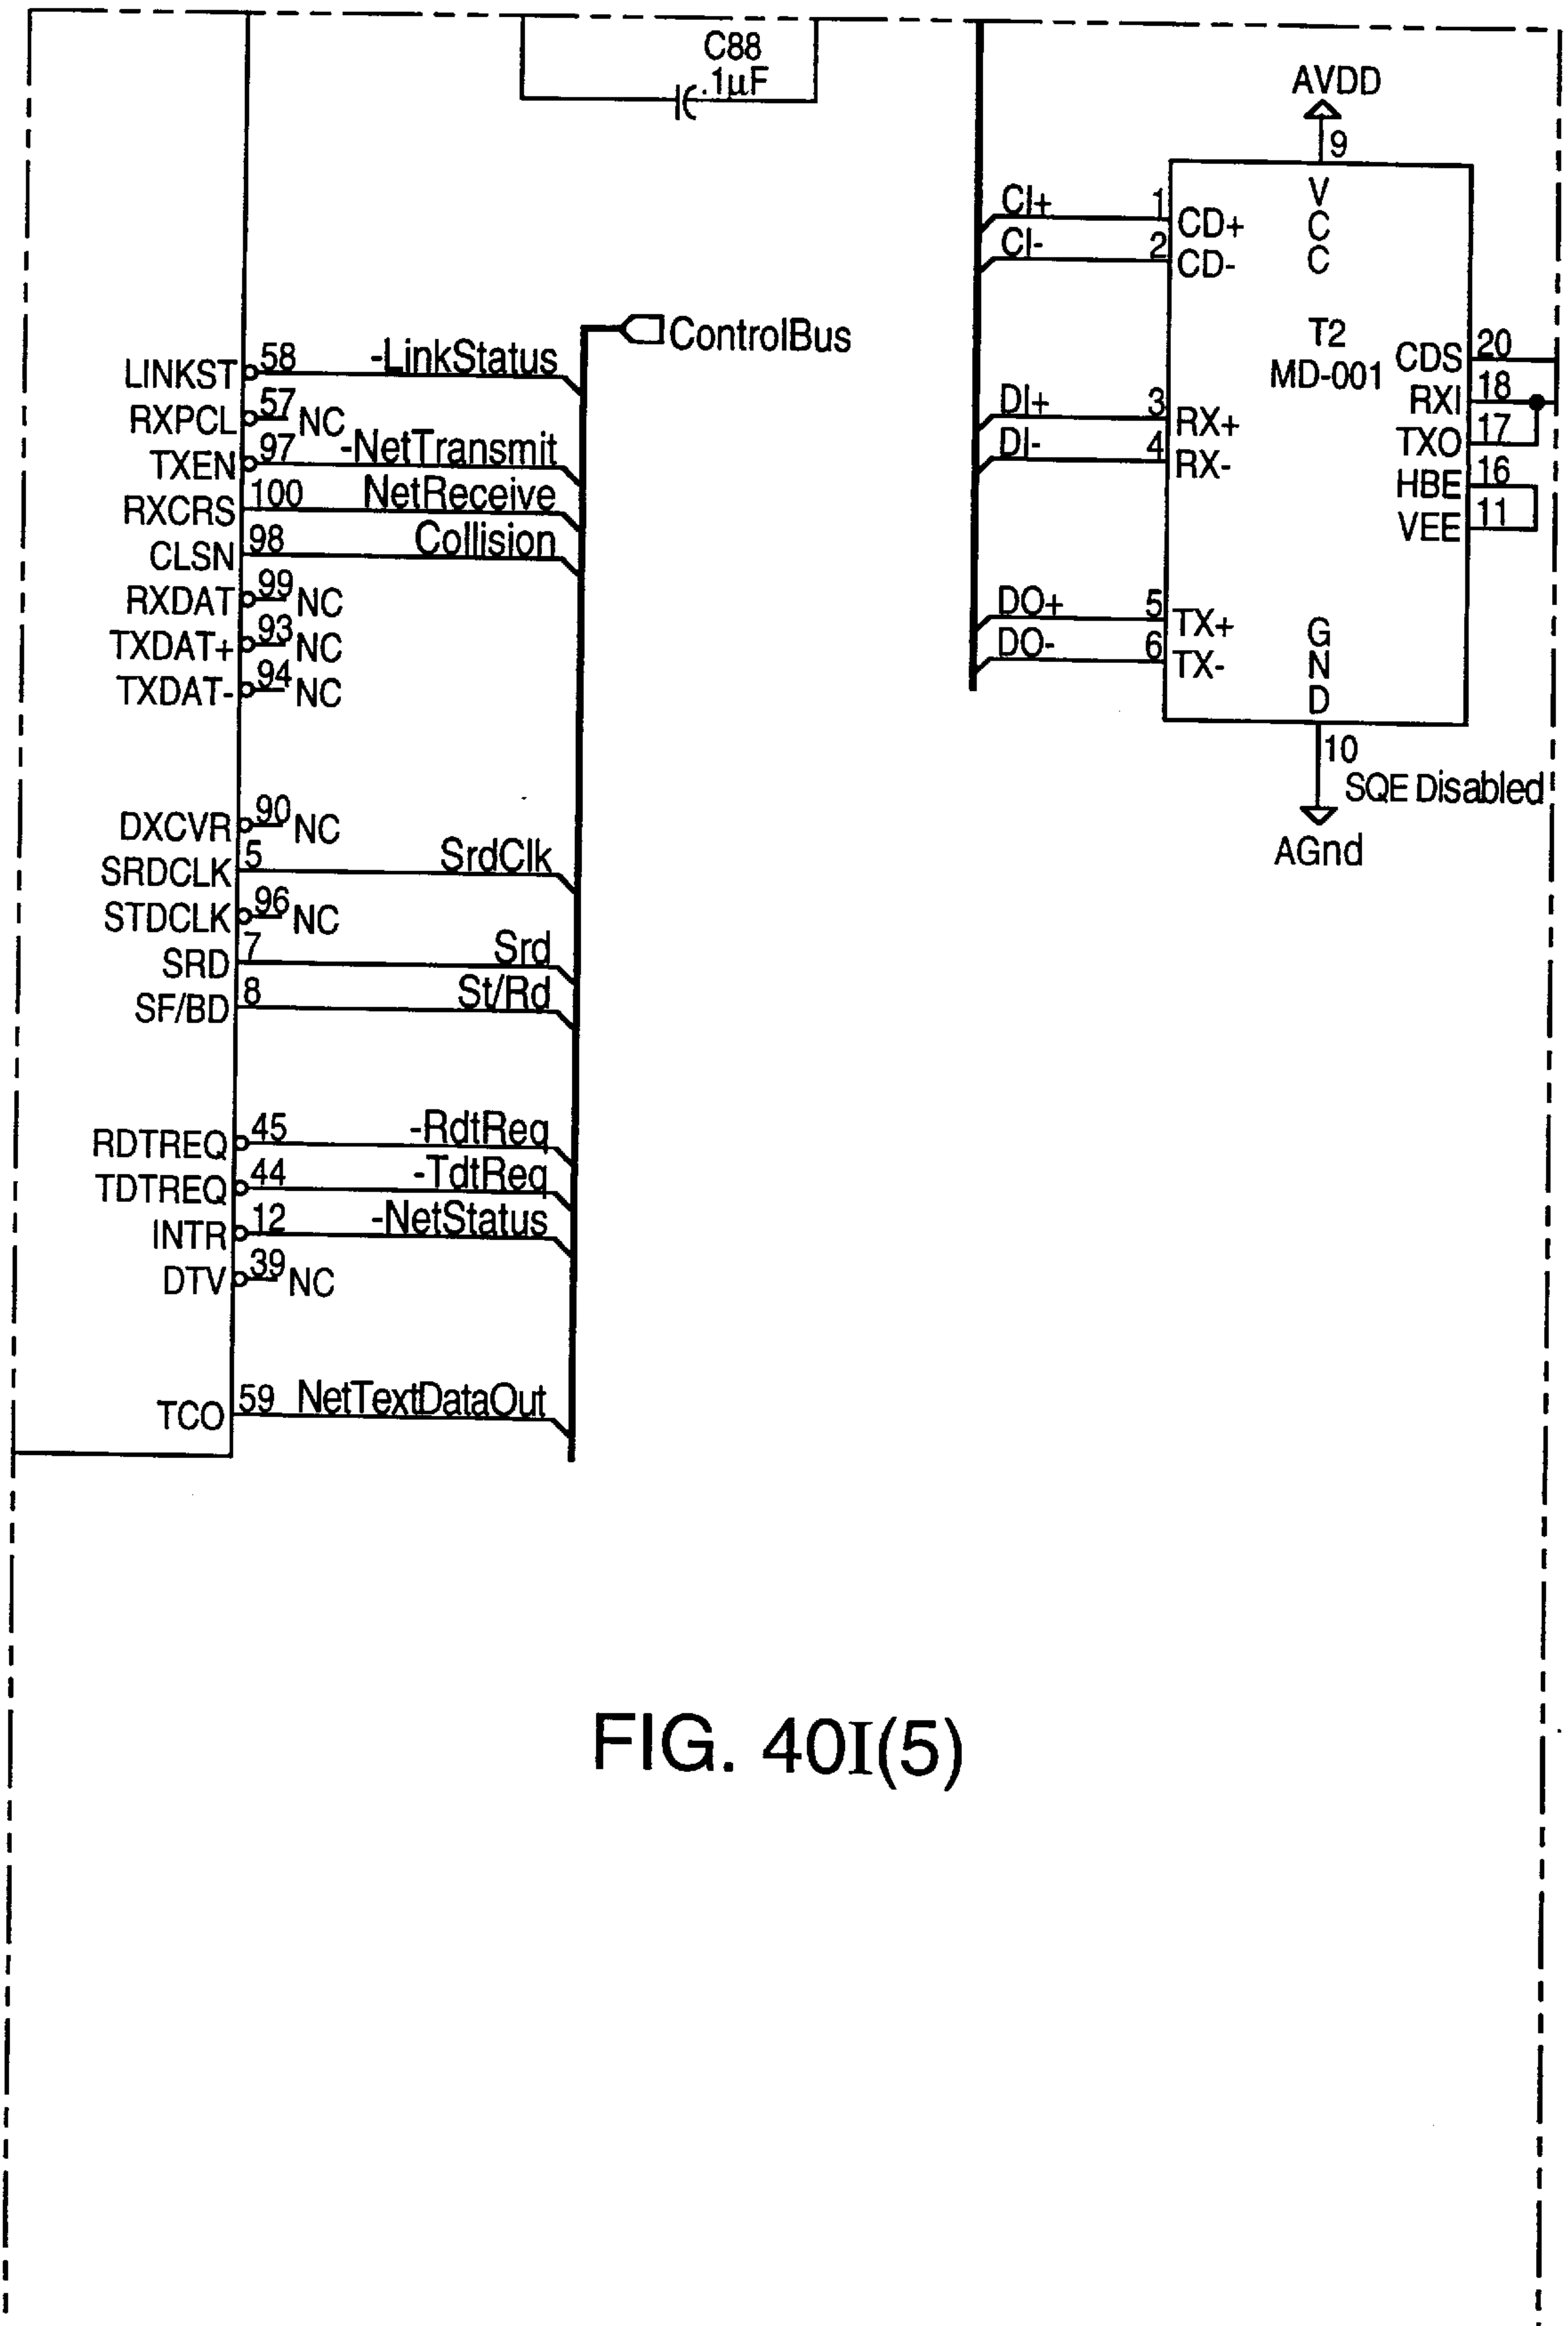 C88
.1µF
AVDD
9
V
C
C
CI+ 1 CD+
CI- 2 CD-
T2
MD-001
CDS 20
RXI 18
TXO 17
HBE 16
VEE 11
DI+ 3 RX+
DI- 4 RX-
DO+ 5 TX+
DO- 6 TX-
G
N
D
10
SQE Disabled
AGnd
ControlBus
LINKST 58 -LinkStatus
RXPCL 57 NC
TXEN 97 -NetTransmit
RXCRS 100 NetReceive
CLSN 98 Collision
RXDAT 99 NC
TXDAT+ 93 NC
TXDAT- 94 NC
DXCVR 90 NC
SRDCLK 5 SrdClk
STDCLK 96 NC
SRD 7 Srd
SF/BD 8 St/Rd
RDTREQ 45 -RdtReq
TDTREQ 44 -TdtReq
INTR 12 -NetStatus
DTV 39 NC
TCO 59 NetTextDataOut
FIG. 40I(5)